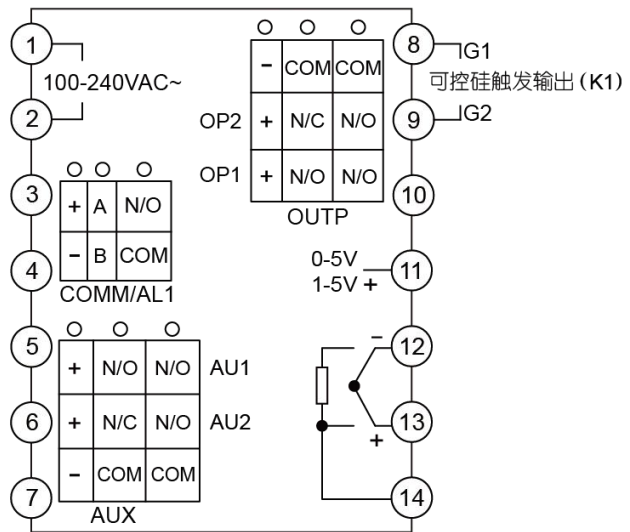 1
8
G1
100-240VAC~
− COM COM
可控硅触发输出(K1)
2
OP2 + N/C N/O
9
G2
3
OP1 + N/O N/O
10
+ A N/O
OUTP
− B COM
4
0-5V
11
1-5V +
COMM/AL1
5
12
−
+ N/O N/O AU1
6
+ N/C N/O AU2
13
+
− COM COM
7
14
AUX